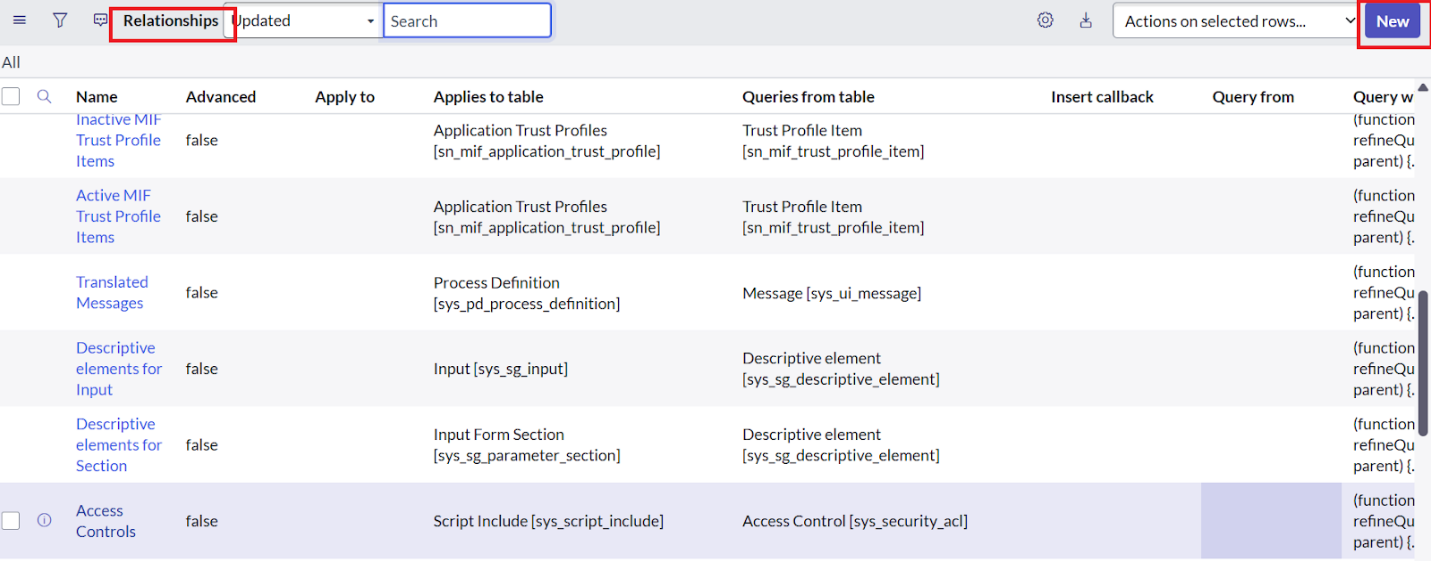 Relationships Updated Search Actions on selected rows... New
All
Name Advanced Apply to Applies to table Queries from table Insert callback Query from Query w
Inactive MIF
Trust Profile
Items
false
Application Trust Profiles
[sn_mif_application_trust_profile]
Trust Profile Item
[sn_mif_trust_profile_item]
(function
refineQu
parent) {.
Active MIF
Trust Profile
Items
false
Application Trust Profiles
[sn_mif_application_trust_profile]
Trust Profile Item
[sn_mif_trust_profile_item]
(function
refineQu
parent) {.
Translated
Messages
false
Process Definition
[sys_pd_process_definition]
Message [sys_ui_message]
(function
refineQu
parent) {.
Descriptive
elements for
Input
false
Input [sys_sg_input]
Descriptive element
[sys_sg_descriptive_element]
(function
refineQu
parent) {.
Descriptive
elements for
Section
false
Input Form Section
[sys_sg_parameter_section]
Descriptive element
[sys_sg_descriptive_element]
(function
refineQu
parent) {.
Access
Controls
false
Script Include [sys_script_include]
Access Control [sys_security_acl]
(function
refineQu
parent) {.